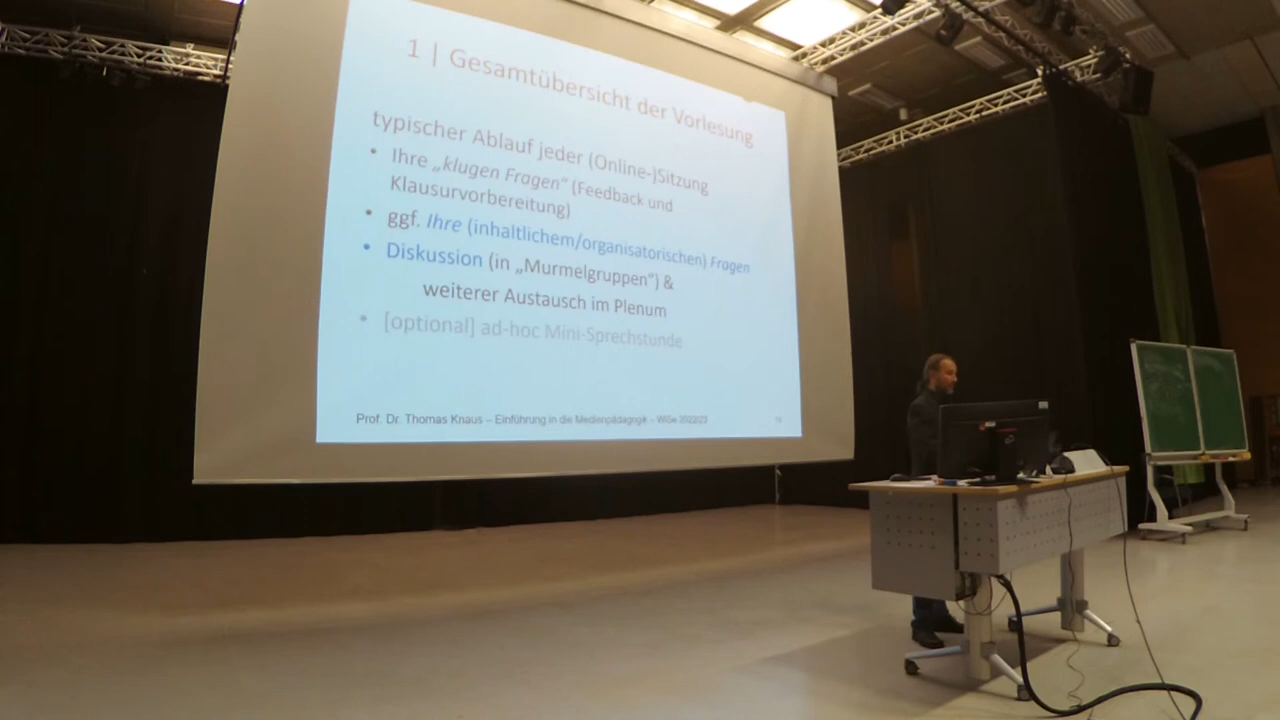 1 | Gesamtübersicht der Vorlesung
typischer Ablauf jeder (Online-)Sitzung
• Ihre „klugen Fragen“ (Feedback und
Klausurvorbereitung)
• ggf. Ihre (inhaltlichem/organisatorischen) Fragen
• Diskussion (in „Murmelgruppen“) &
weiterer Austausch im Plenum
• [optional] ad-hoc Mini-Sprechstunde
Prof. Dr. Thomas Knaus – Einführung in die Medienpädagogik – WiSe 2022/23